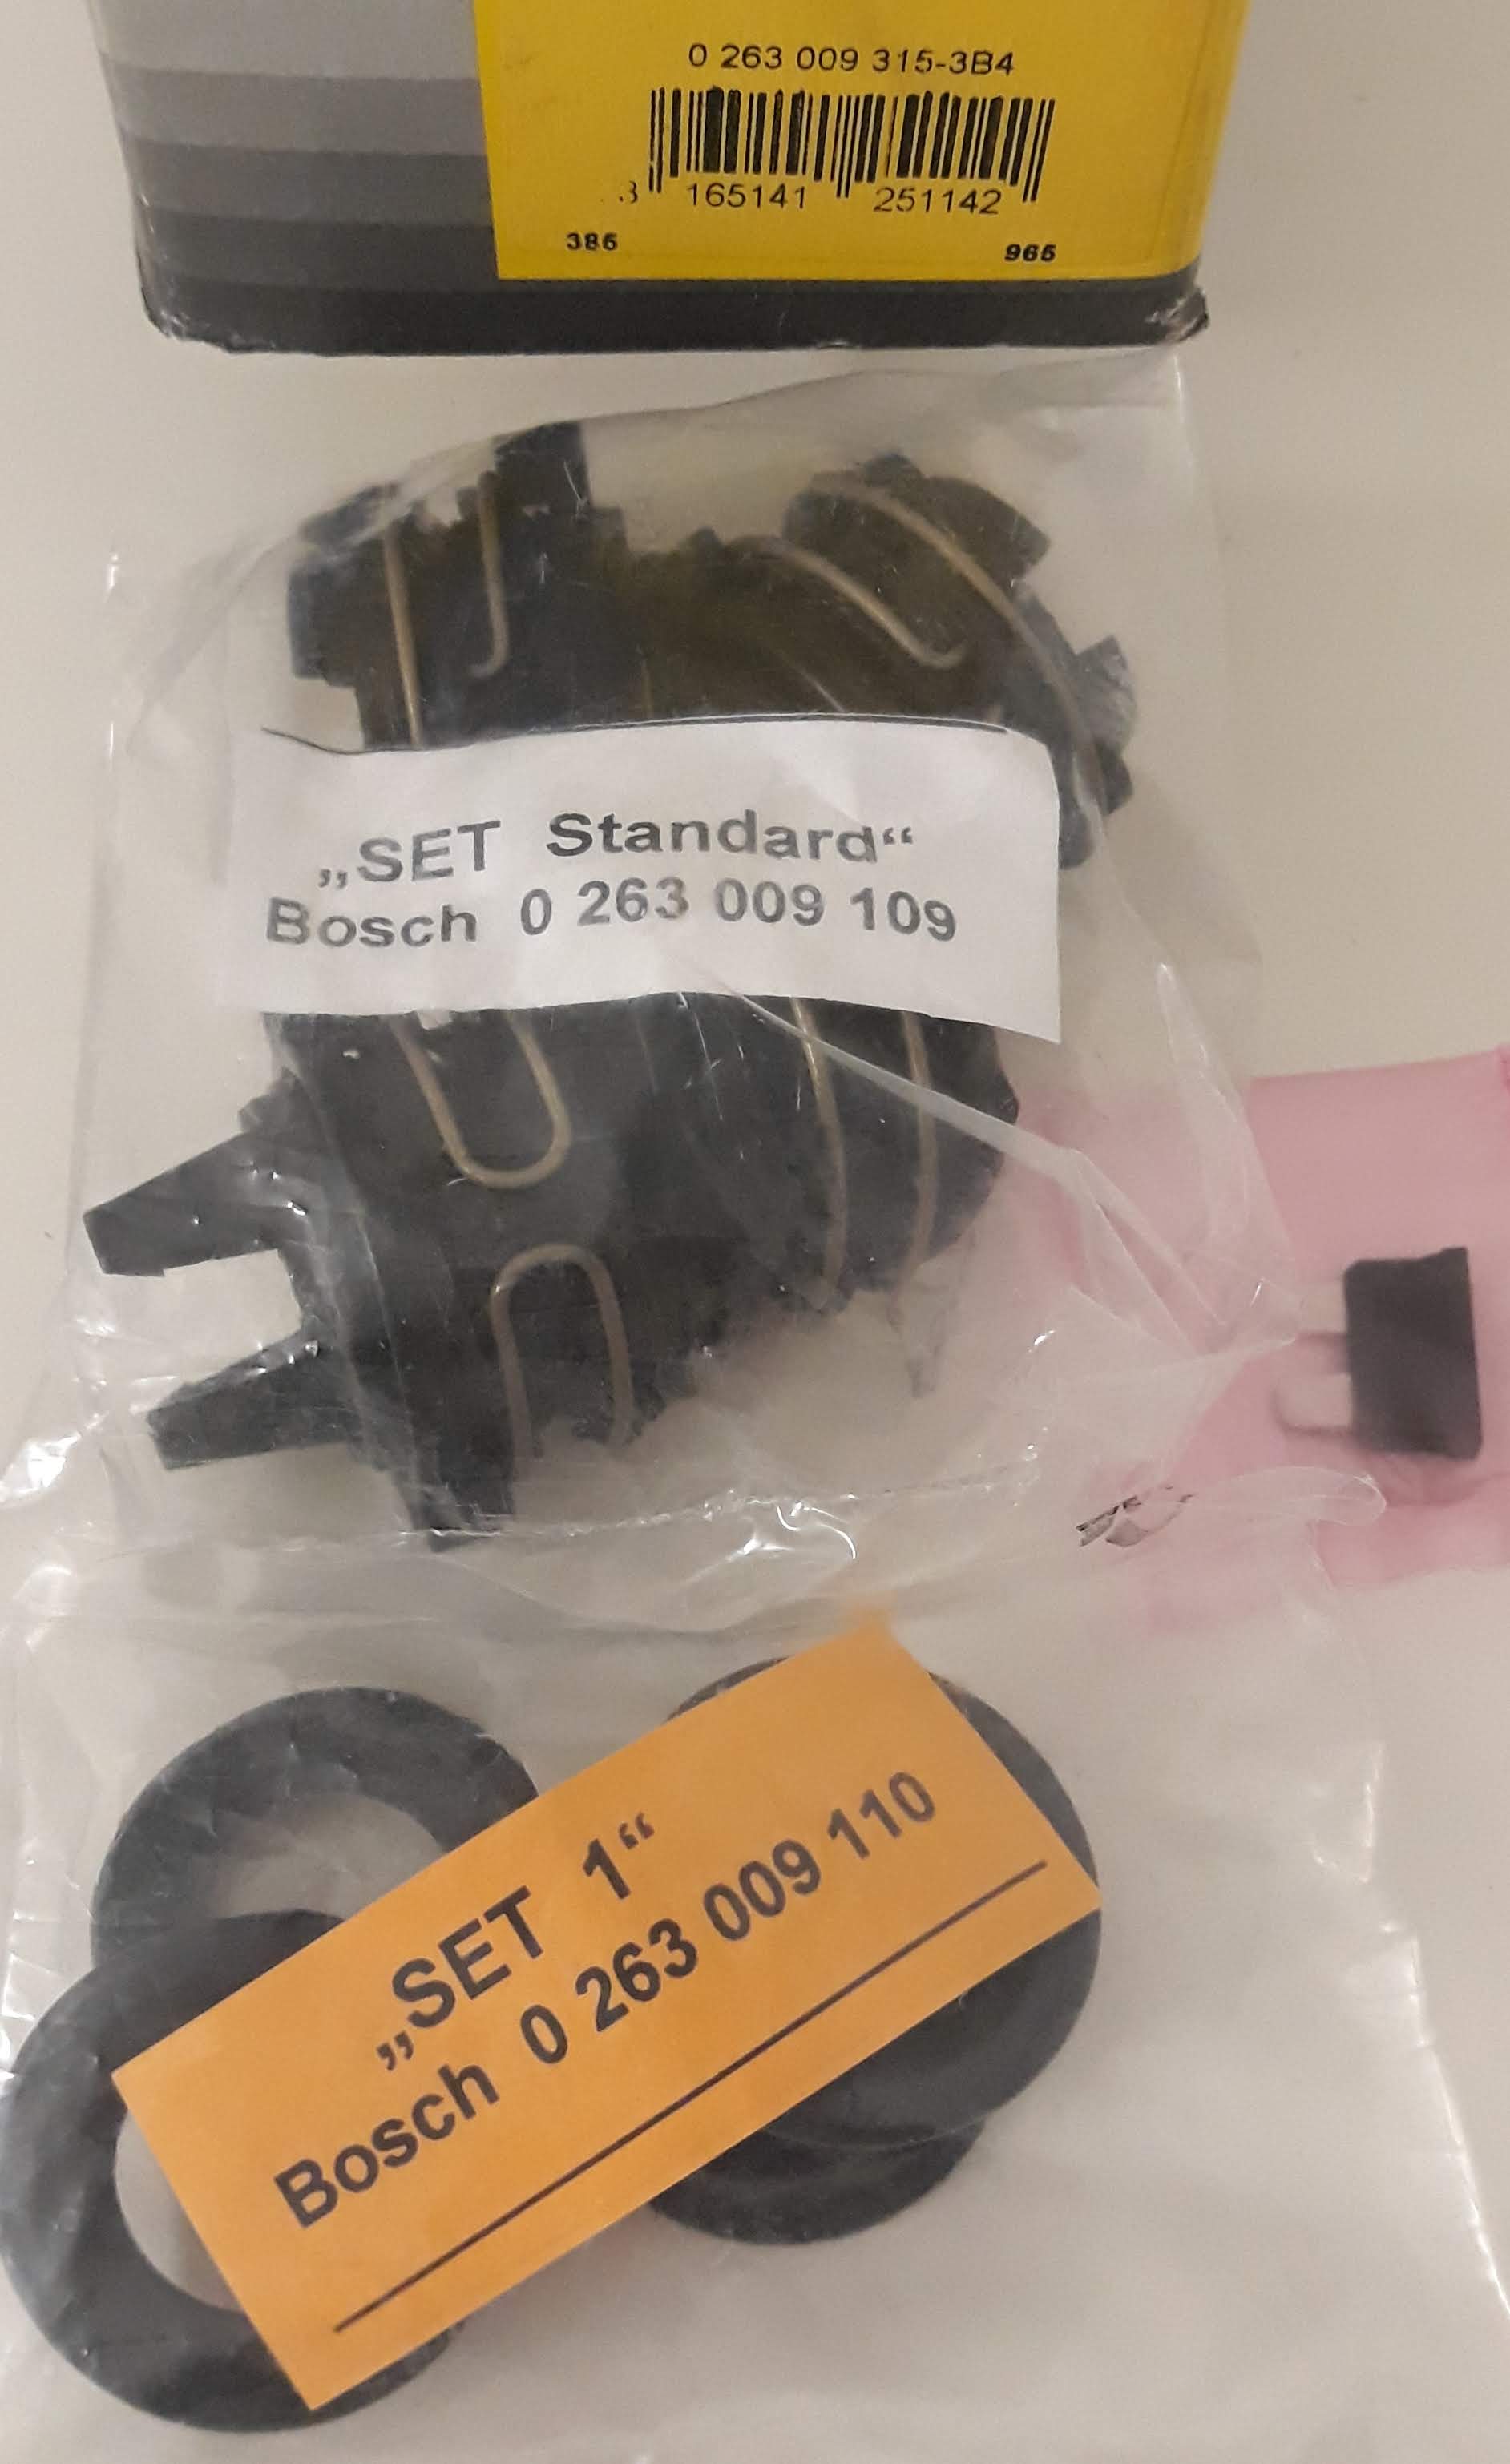 0 263 009 315-3B4
3 165141 251142
386 965
„SET Standard“
Bosch 0 263 009 109
„SET 1“
Bosch 0 263 009 110